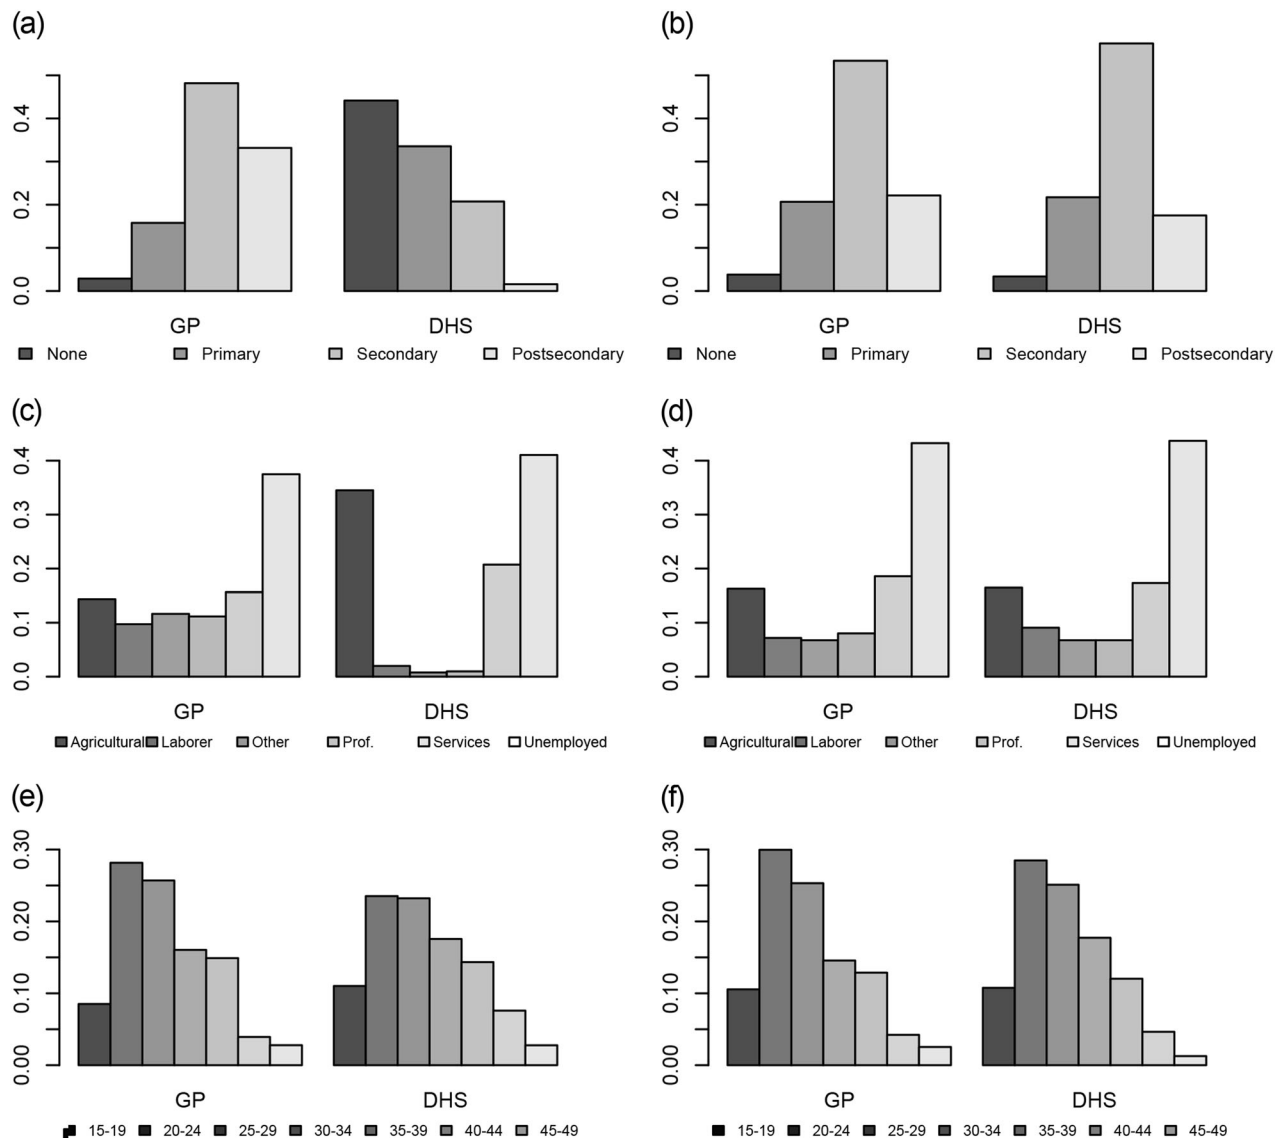 (a) (b)
0.4 0.4
0.2 0.2
0.0 0.0
GP DHS GP DHS
None Primary Secondary Postsecondary None Primary Secondary Postsecondary
(c) (d)
0.4 0.4
0.3 0.3
0.2 0.2
0.1 0.1
0.0 0.0
GP DHS GP DHS
Agricultural Laborer Other Prof. Services Unemployed Agricultural Laborer Other Prof. Services Unemployed
(e) (f)
0.30 0.30
0.20 0.20
0.10 0.10
0.00 0.00
GP DHS GP DHS
15-19 20-24 25-29 30-34 35-39 40-44 45-49 15-19 20-24 25-29 30-34 35-39 40-44 45-49